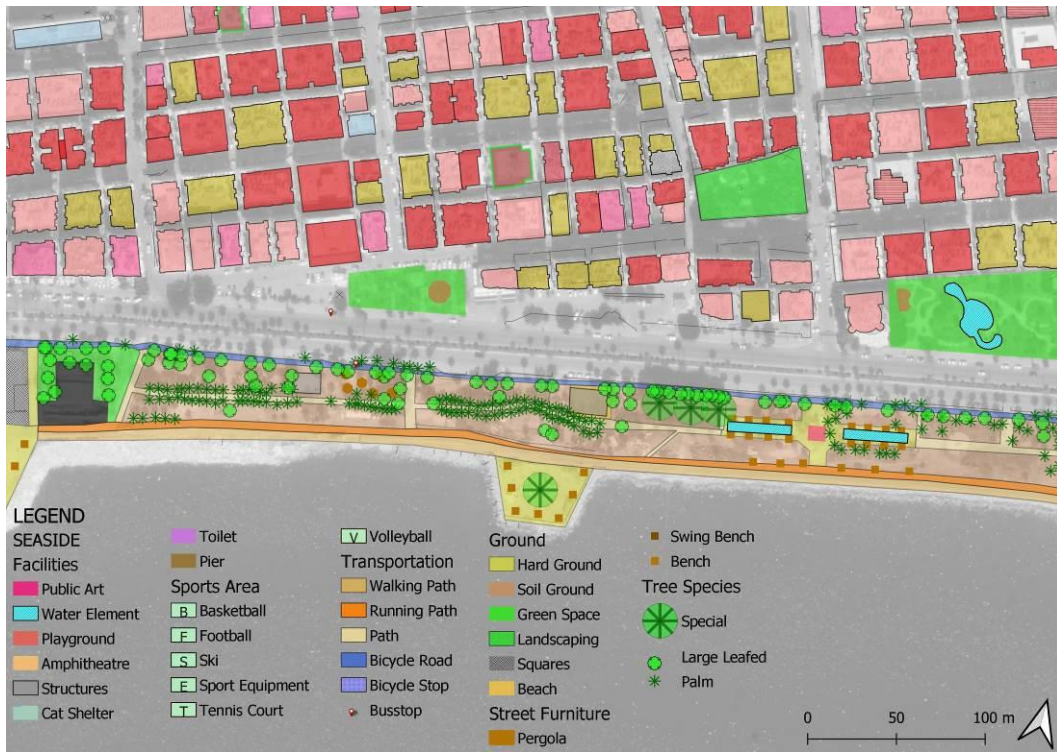 LEGEND
SEASIDE
Facilities
Public Art
Water Element
Playground
Amphitheatre
Structures
Cat Shelter
Toilet
Pier
Sports Area
B Basketball
F Football
S Ski
E Sport Equipment
T Tennis Court
V Volleyball
Transportation
Walking Path
Running Path
Path
Bicycle Road
Bicycle Stop
Busstop
Ground
Hard Ground
Soil Ground
Green Space
Landscaping
Squares
Beach
Street Furniture
Pergola
Swing Bench
Bench
Tree Species
Special
Large Leafed
Palm
0 50 100 m